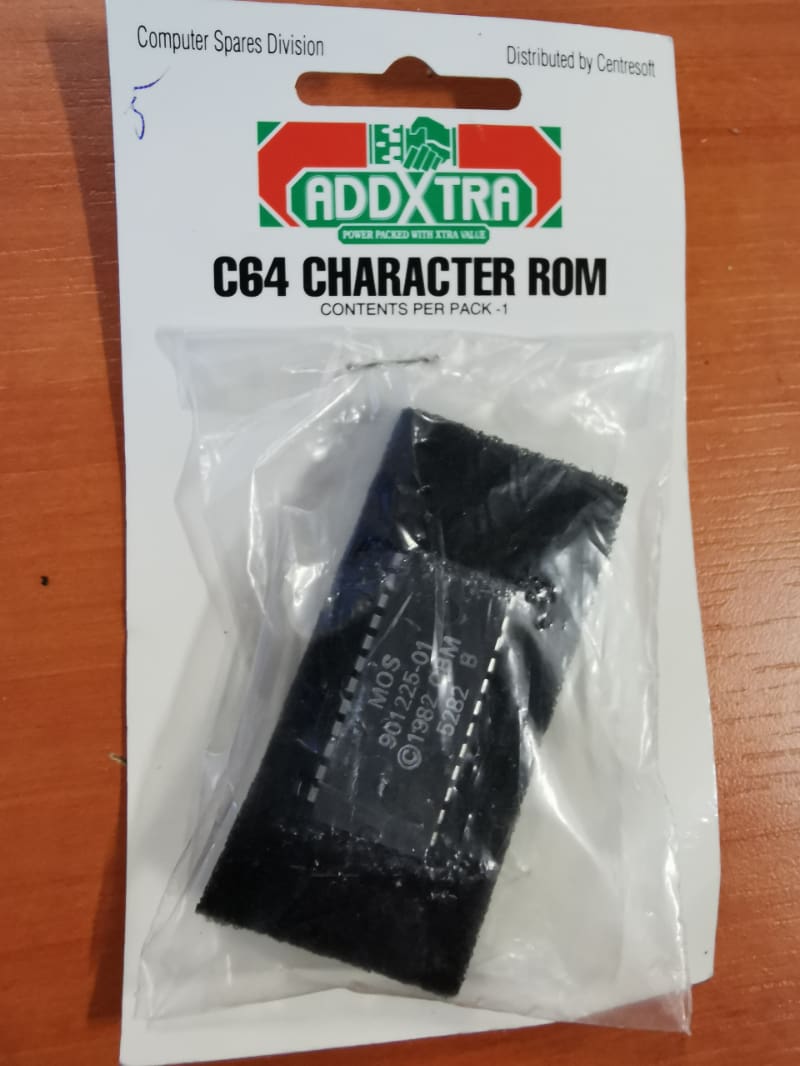 Computer Spares Division
Distributed by Centresoft
5
ADDXTRA
POWER PACKED WITH XTRA VALUE
C64 CHARACTER ROM
CONTENTS PER PACK -1
MOS
901225-01
©1982 CBM
5282 B